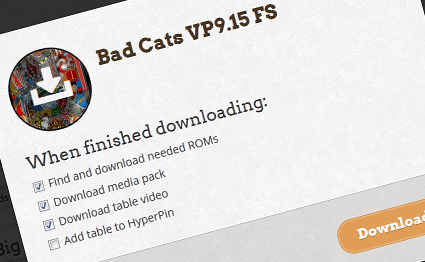 Bad Cats VP9.15 FS
When finished downloading:
Find and download needed ROMs
Download media pack
Download table video
Add table to HyperPin
Download